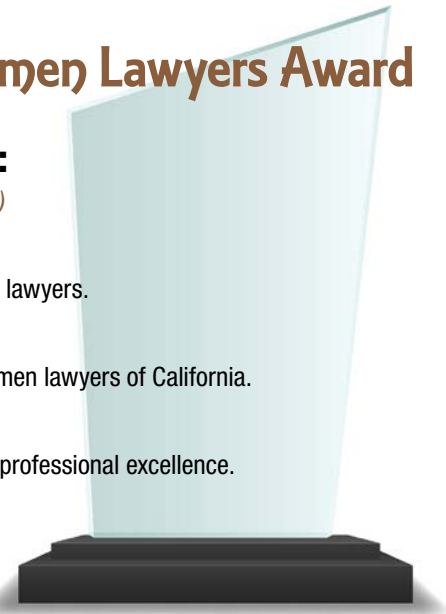 men Lawyers Award
:
)
lawyers.
men lawyers of California.
professional excellence.